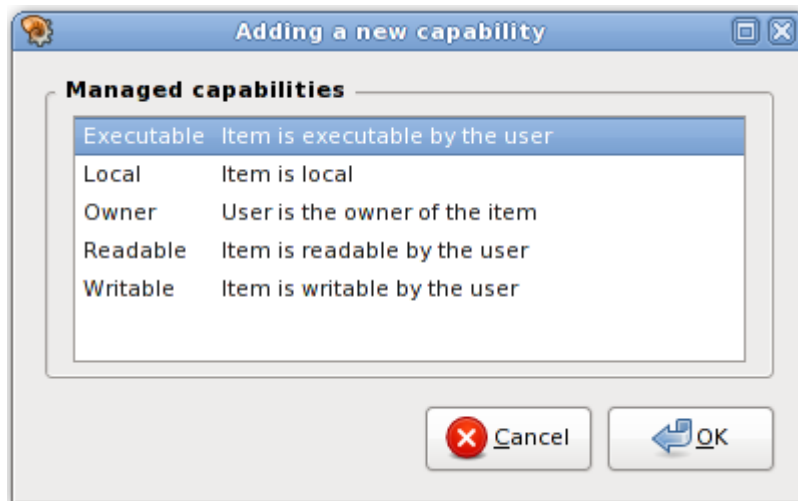 Adding a new capability
Managed capabilities
Executable Item is executable by the user
Local Item is local
Owner User is the owner of the item
Readable Item is readable by the user
Writable Item is writable by the user
Cancel OK